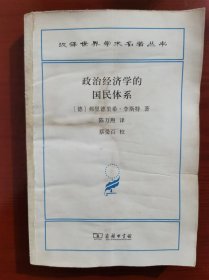 汉译世界学术名著丛书
政治经济学的
国民体系
〔德〕弗里德里希·李斯特 著
陈万煦 译
蔡受百 校
商务印书馆